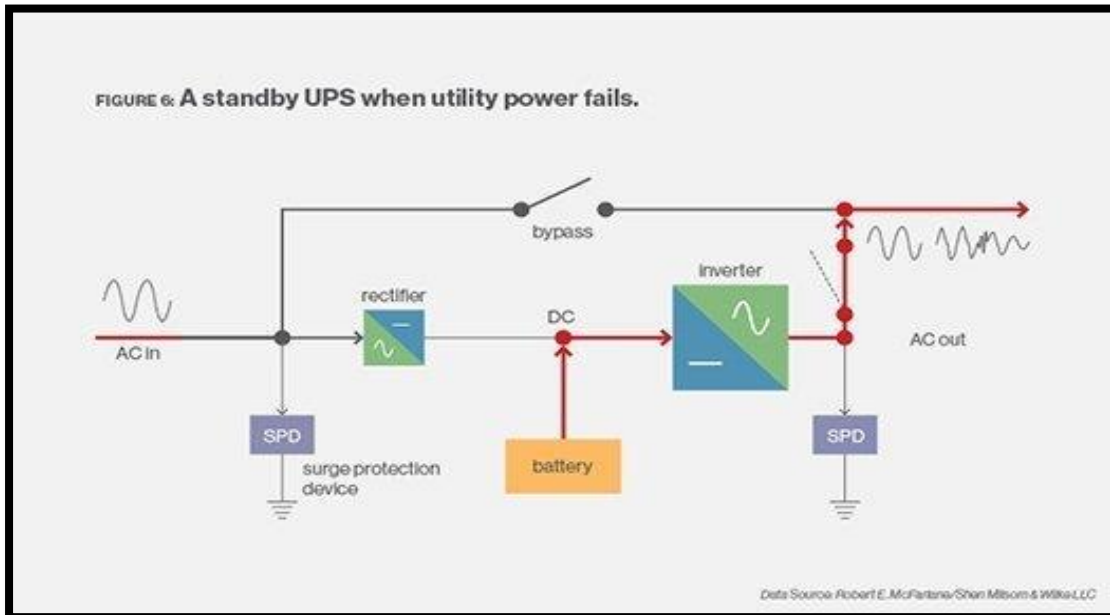 FIGURE 6: A standby UPS when utility power fails.
bypass
inverter
rectifier
DC
AC in
AC out
SPD
SPD
surge protection
device
battery
Data Source: Robert E. McFarlane/Shen Milsom & Wilke LLC